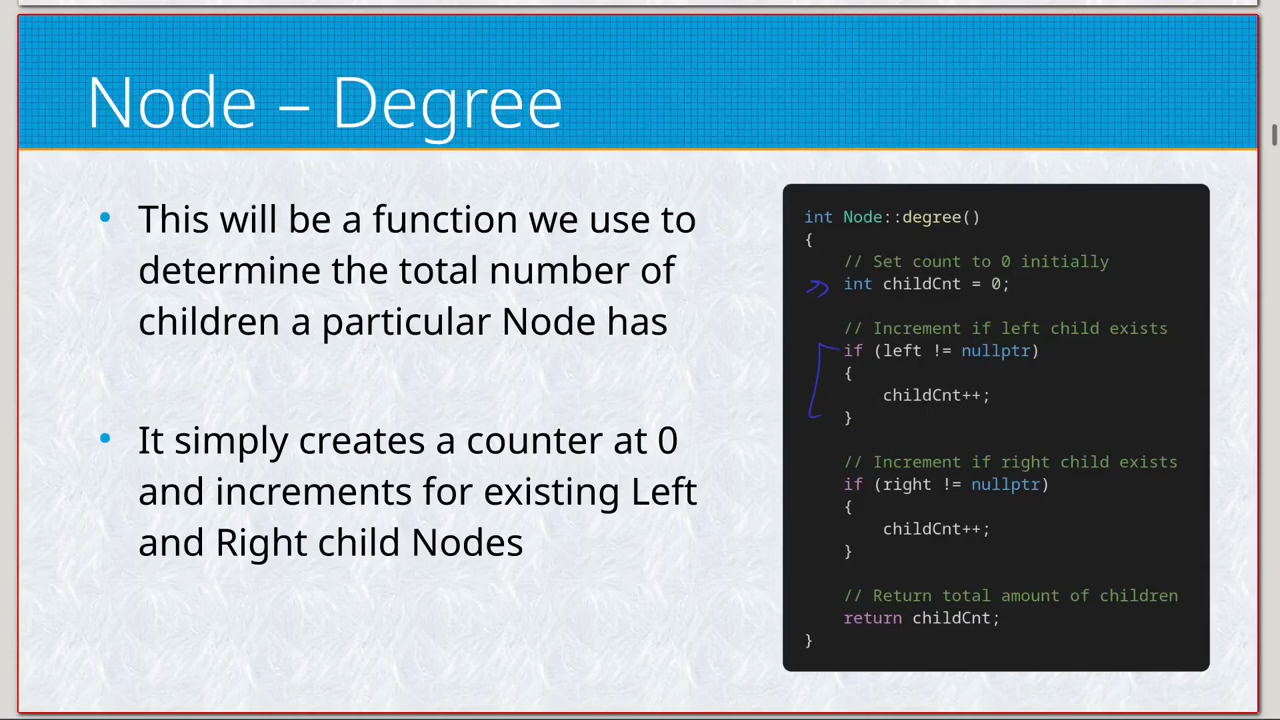 Node – Degree
• This will be a function we use to
determine the total number of
children a particular Node has
• It simply creates a counter at 0
and increments for existing Left
and Right child Nodes
int Node::degree()
{
    // Set count to 0 initially
    int childCnt = 0;
    // Increment if left child exists
    if (left != nullptr)
    {
        childCnt++;
    }
    // Increment if right child exists
    if (right != nullptr)
    {
        childCnt++;
    }
    // Return total amount of children
    return childCnt;
}